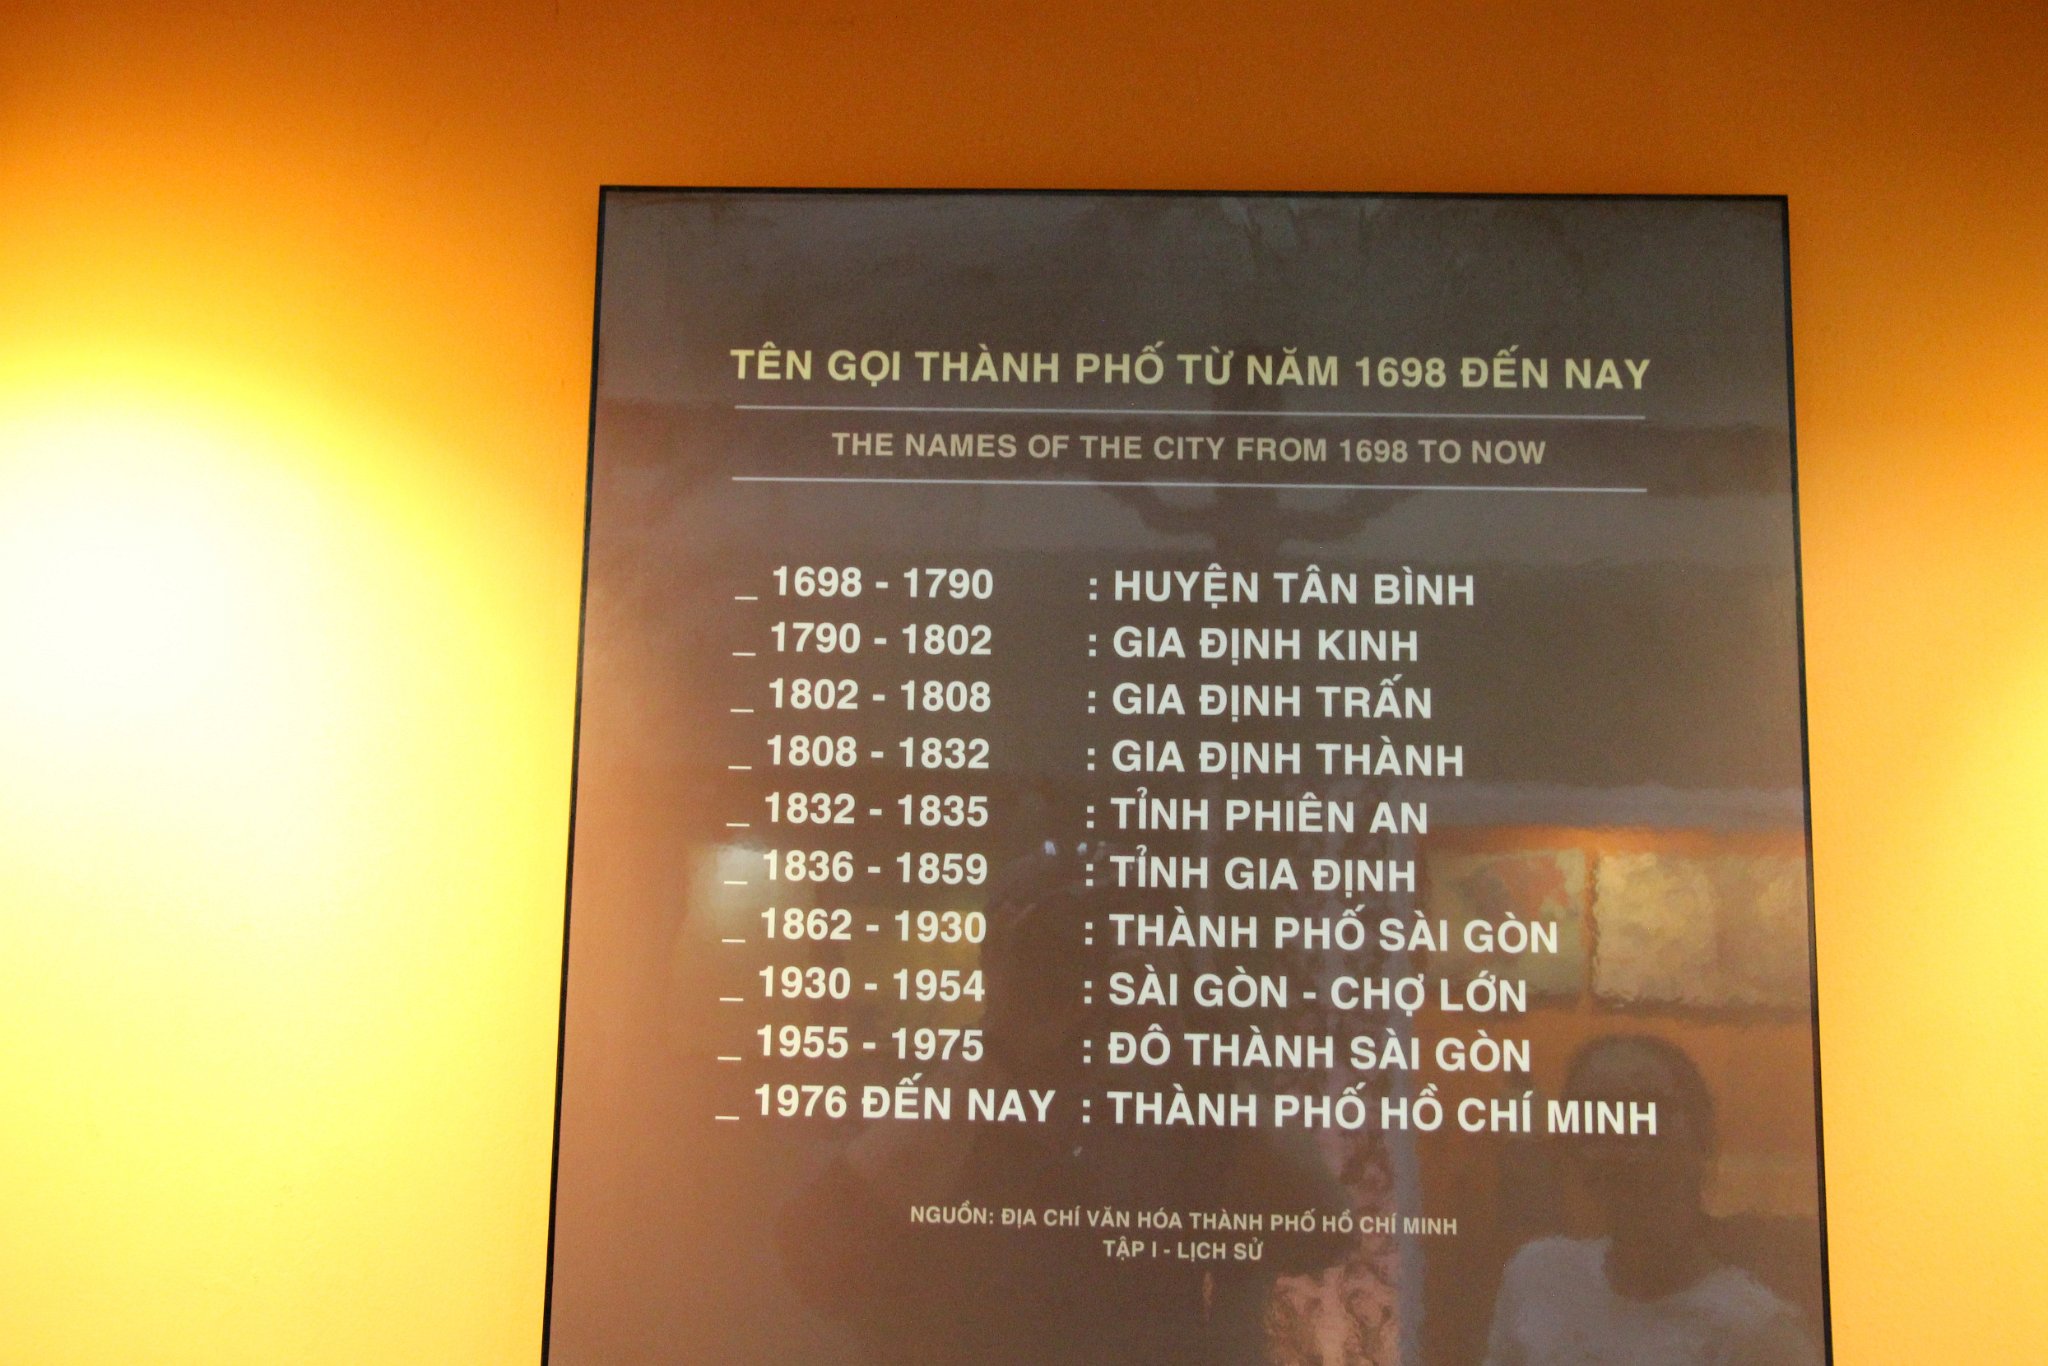 TÊN GỌI THÀNH PHỐ TỪ NĂM 1698 ĐẾN NAY
THE NAMES OF THE CITY FROM 1698 TO NOW
_ 1698 - 1790 : HUYỆN TÂN BÌNH
_ 1790 - 1802 : GIA ĐỊNH KINH
_ 1802 - 1808 : GIA ĐỊNH TRẤN
_ 1808 - 1832 : GIA ĐỊNH THÀNH
_ 1832 - 1835 : TỈNH PHIÊN AN
_ 1836 - 1859 : TỈNH GIA ĐỊNH
_ 1862 - 1930 : THÀNH PHỐ SÀI GÒN
_ 1930 - 1954 : SÀI GÒN - CHỢ LỚN
_ 1955 - 1975 : ĐÔ THÀNH SÀI GÒN
_ 1976 ĐẾN NAY : THÀNH PHỐ HỒ CHÍ MINH
NGUỒN: ĐỊA CHÍ VĂN HÓA THÀNH PHỐ HỒ CHÍ MINH
TẬP I - LỊCH SỬ